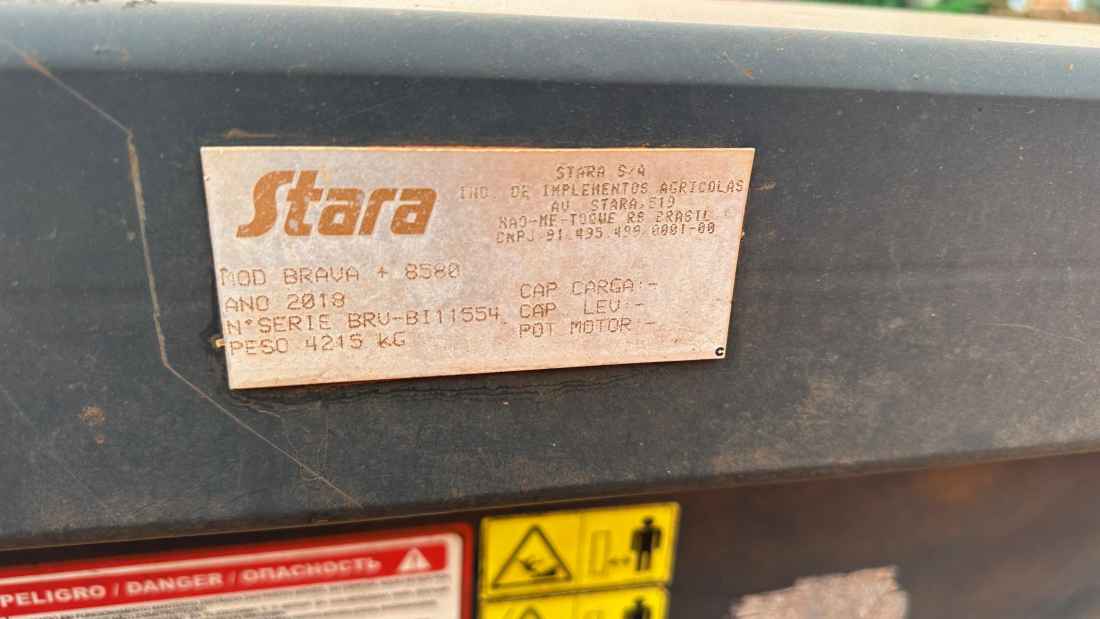 Stara
STARA S/A
IND. DE IMPLEMENTOS AGRICOLAS
AV STARA,519
NAO-ME-TOQUE RS BRASIL
CNPJ 91.495.499.0001-00
MOD BRAVA + 8580
ANO 2018
N°SERIE BRV-BI11554
PESO 4215 KG
CAP CARGA:-
CAP LEV:-
POT MOTOR:-
C
PELIGRO / DANGER / ОПАСНОСТЬ